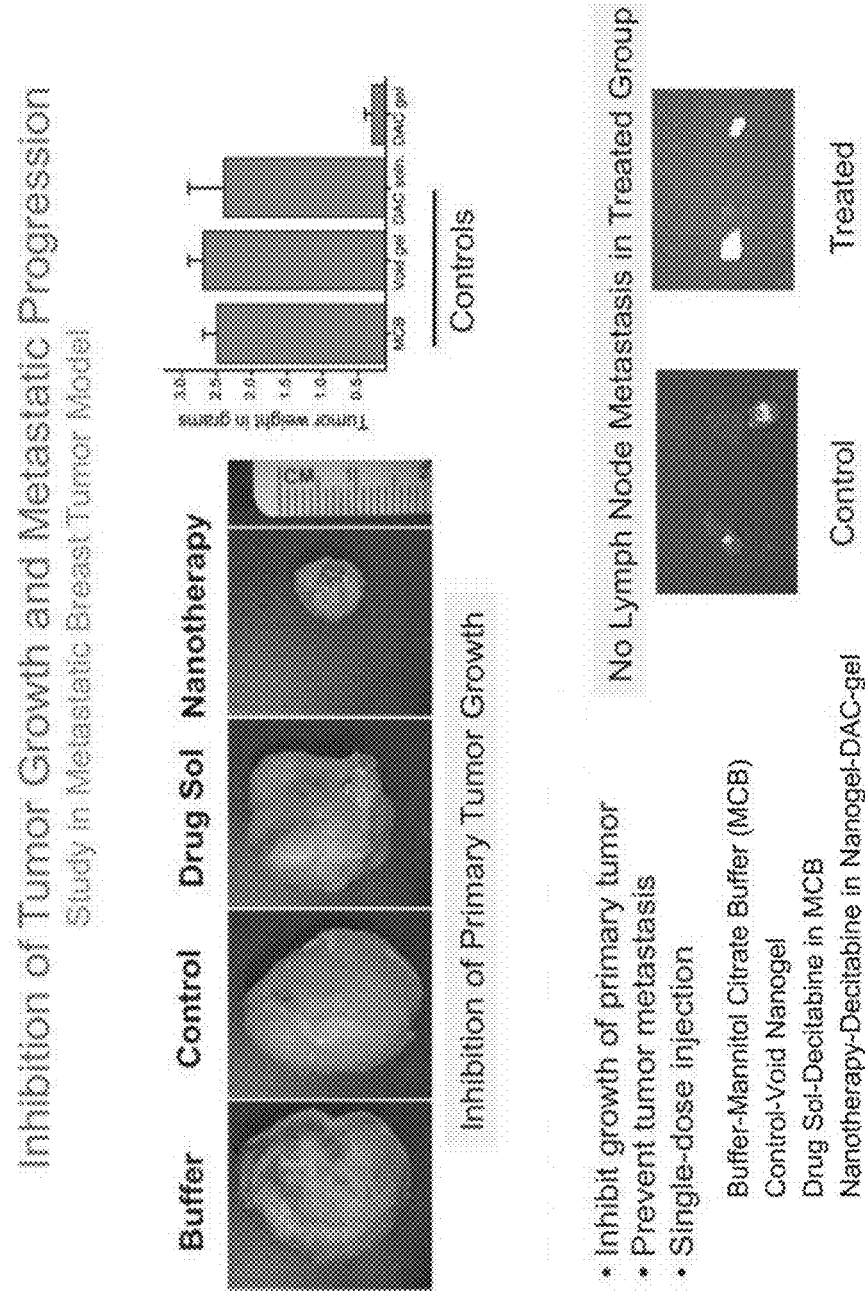 Inhibition of Tumor Growth and Metastatic Progression
Study in Metastatic Breast Tumor Model
Buffer
Control
Drug Sol
Nanotherapy
CM
Inhibition of Primary Tumor Growth
Tumor weight in grams
3.0
2.5
2.0
1.5
1.0
0.5
MCB
Void gel
DAC soln.
DAC gel
Controls
• Inhibit growth of primary tumor
• Prevent tumor metastasis
• Single-dose injection
Buffer-Mannitol Citrate Buffer (MCB)
Control-Void Nanogel
Drug Sol-Decitabine in MCB
Nanotherapy-Decitabine in Nanogel-DAC-gel
No Lymph Node Metastasis in Treated Group
Control
Treated